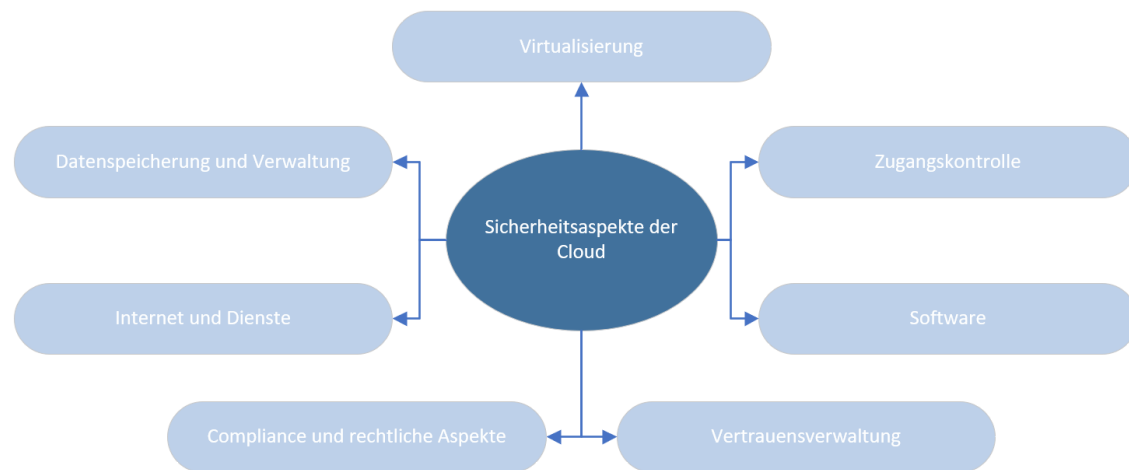 Virtualisierung
Datenspeicherung und Verwaltung
Zugangskontrolle
Sicherheitsaspekte der
Cloud
Internet und Dienste
Software
Compliance und rechtliche Aspekte
Vertrauensverwaltung